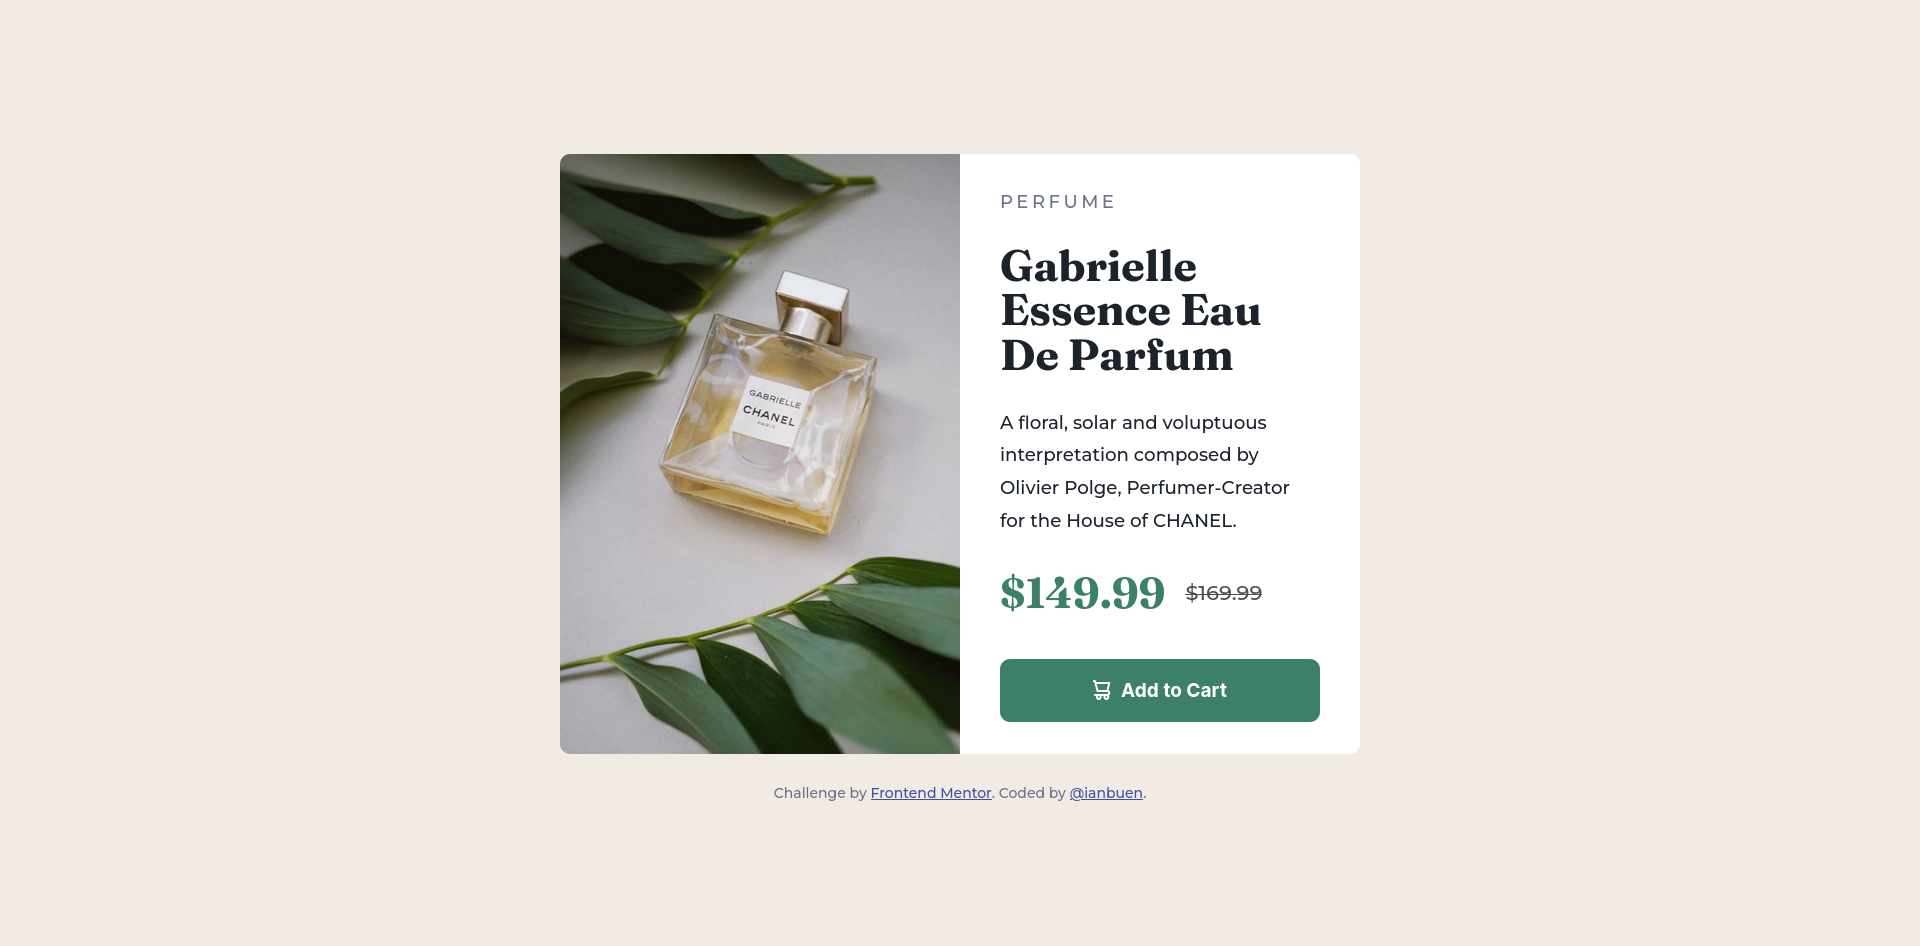 GABRIELLE
CHANEL
PARIS
PERFUME
Gabrielle
Essence Eau
De Parfum
A floral, solar and voluptuous
interpretation composed by
Olivier Polge, Perfumer-Creator
for the House of CHANEL.
$149.99 $169.99
Add to Cart
Challenge by Frontend Mentor. Coded by @ianbuen.